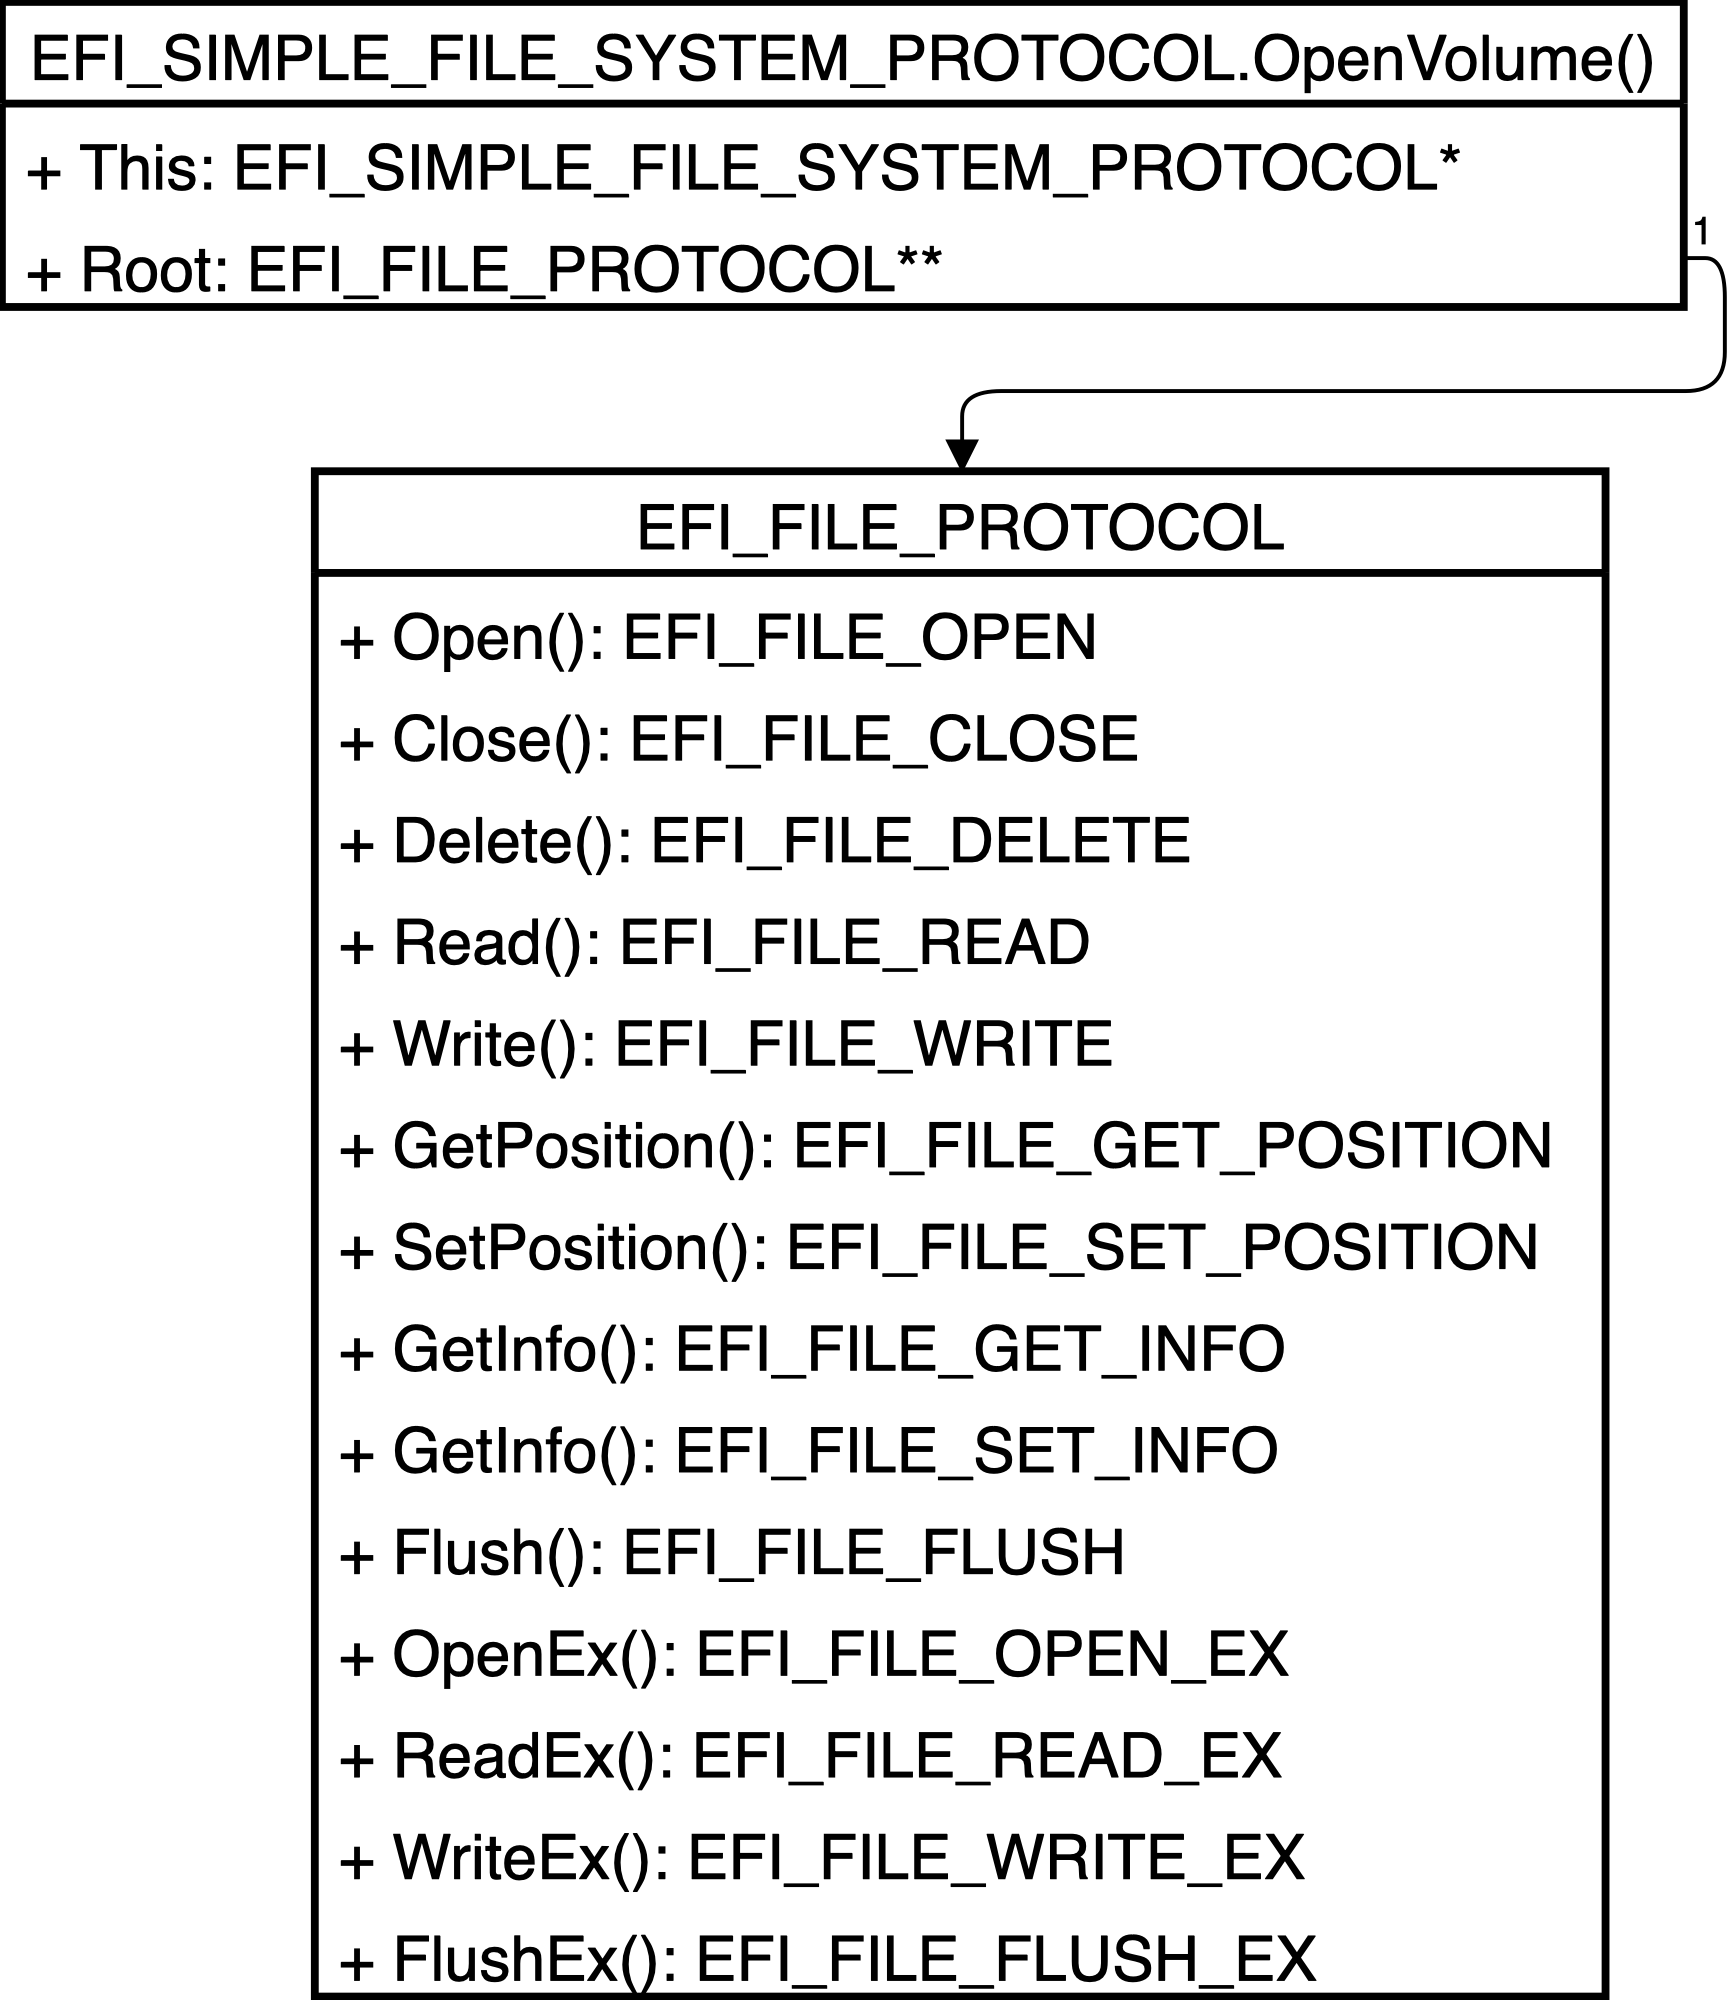 EFI_SIMPLE_FILE_SYSTEM_PROTOCOL.OpenVolume()
+ This: EFI_SIMPLE_FILE_SYSTEM_PROTOCOL*
+ Root: EFI_FILE_PROTOCOL**
1
EFI_FILE_PROTOCOL
+ Open(): EFI_FILE_OPEN
+ Close(): EFI_FILE_CLOSE
+ Delete(): EFI_FILE_DELETE
+ Read(): EFI_FILE_READ
+ Write(): EFI_FILE_WRITE
+ GetPosition(): EFI_FILE_GET_POSITION
+ SetPosition(): EFI_FILE_SET_POSITION
+ GetInfo(): EFI_FILE_GET_INFO
+ GetInfo(): EFI_FILE_SET_INFO
+ Flush(): EFI_FILE_FLUSH
+ OpenEx(): EFI_FILE_OPEN_EX
+ ReadEx(): EFI_FILE_READ_EX
+ WriteEx(): EFI_FILE_WRITE_EX
+ FlushEx(): EFI_FILE_FLUSH_EX